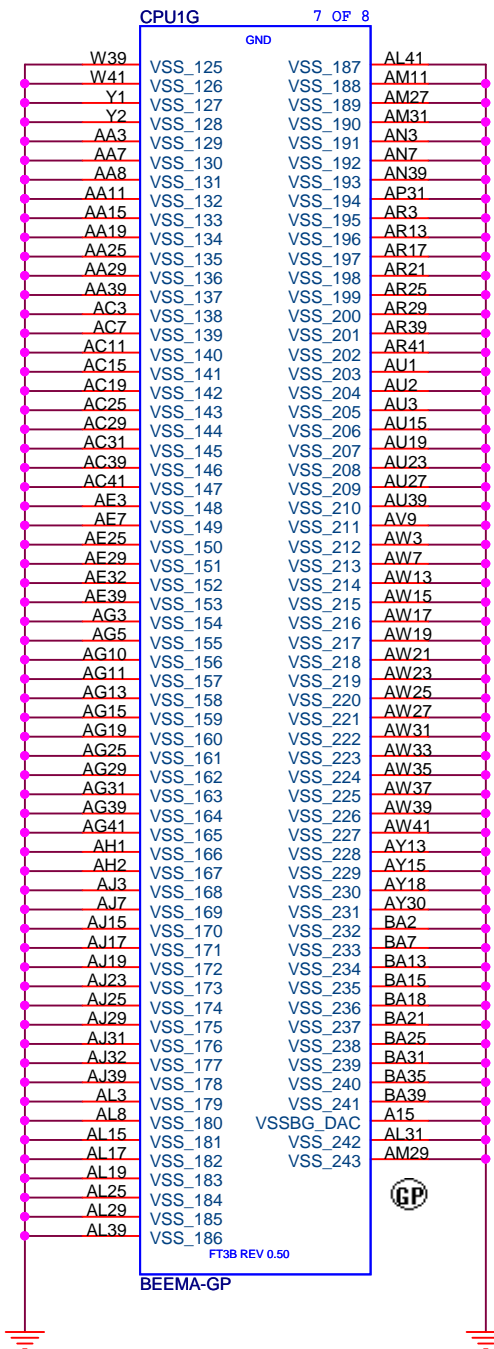 CPU1G 7 OF 8
GND
W39 VSS_125 VSS_187 AL41
W41 VSS_126 VSS_188 AM11
Y1 VSS_127 VSS_189 AM27
Y2 VSS_128 VSS_190 AM31
AA3 VSS_129 VSS_191 AN3
AA7 VSS_130 VSS_192 AN7
AA8 VSS_131 VSS_193 AN39
AA11 VSS_132 VSS_194 AP31
AA15 VSS_133 VSS_195 AR3
AA19 VSS_134 VSS_196 AR13
AA25 VSS_135 VSS_197 AR17
AA29 VSS_136 VSS_198 AR21
AA39 VSS_137 VSS_199 AR25
AC3 VSS_138 VSS_200 AR29
AC7 VSS_139 VSS_201 AR39
AC11 VSS_140 VSS_202 AR41
AC15 VSS_141 VSS_203 AU1
AC19 VSS_142 VSS_204 AU2
AC25 VSS_143 VSS_205 AU3
AC29 VSS_144 VSS_206 AU15
AC31 VSS_145 VSS_207 AU19
AC39 VSS_146 VSS_208 AU23
AC41 VSS_147 VSS_209 AU27
AE3 VSS_148 VSS_210 AU39
AE7 VSS_149 VSS_211 AV9
AE25 VSS_150 VSS_212 AW3
AE29 VSS_151 VSS_213 AW7
AE32 VSS_152 VSS_214 AW13
AE39 VSS_153 VSS_215 AW15
AG3 VSS_154 VSS_216 AW17
AG5 VSS_155 VSS_217 AW19
AG10 VSS_156 VSS_218 AW21
AG11 VSS_157 VSS_219 AW23
AG13 VSS_158 VSS_220 AW25
AG15 VSS_159 VSS_221 AW27
AG19 VSS_160 VSS_222 AW31
AG25 VSS_161 VSS_223 AW33
AG29 VSS_162 VSS_224 AW35
AG31 VSS_163 VSS_225 AW37
AG39 VSS_164 VSS_226 AW39
AG41 VSS_165 VSS_227 AW41
AH1 VSS_166 VSS_228 AY13
AH2 VSS_167 VSS_229 AY15
AJ3 VSS_168 VSS_230 AY18
AJ7 VSS_169 VSS_231 AY30
AJ15 VSS_170 VSS_232 BA2
AJ17 VSS_171 VSS_233 BA7
AJ19 VSS_172 VSS_234 BA13
AJ23 VSS_173 VSS_235 BA15
AJ25 VSS_174 VSS_236 BA18
AJ29 VSS_175 VSS_237 BA21
AJ31 VSS_176 VSS_238 BA25
AJ32 VSS_177 VSS_239 BA31
AJ39 VSS_178 VSS_240 BA35
AL3 VSS_179 VSS_241 BA39
AL8 VSS_180 VSSBG_DAC A15
AL15 VSS_181 VSS_242 AL31
AL17 VSS_182 VSS_243 AM29
AL19 VSS_183
AL25 VSS_184
AL29 VSS_185
AL39 VSS_186
GP
FT3B REV 0.50
BEEMA-GP